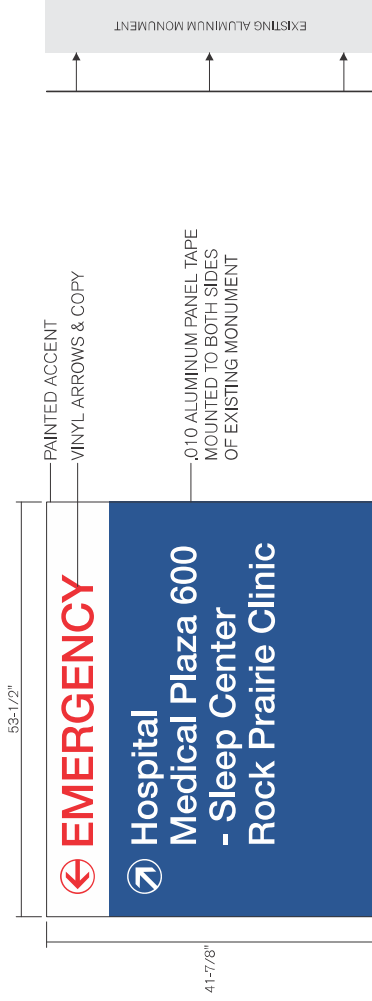 53-1/2"
41-7/8"
EMERGENCY
Hospital
Medical Plaza 600
- Sleep Center
Rock Prairie Clinic
PAINTED ACCENT
VINYL ARROWS & COPY
.010 ALUMINUM PANEL TAPE
MOUNTED TO BOTH SIDES
OF EXISTING MONUMENT
EXISTING ALUMINUM MONUMENT